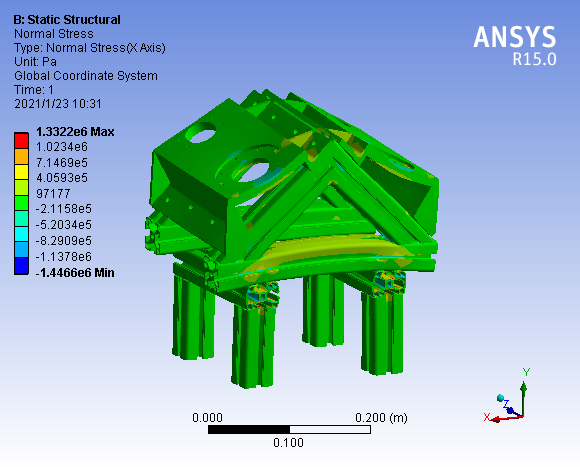 B: Static Structural
Normal Stress
Type: Normal Stress(X Axis)
Unit: Pa
Global Coordinate System
Time: 1
2021/1/23 10:31
ANSYS
R15.0
1.3322e6 Max
1.0234e6
7.1469e5
4.0593e5
97177
-2.1158e5
-5.2034e5
-8.2909e5
-1.1378e6
-1.4466e6 Min
0.000
0.200 (m)
0.100
Y
Z
X